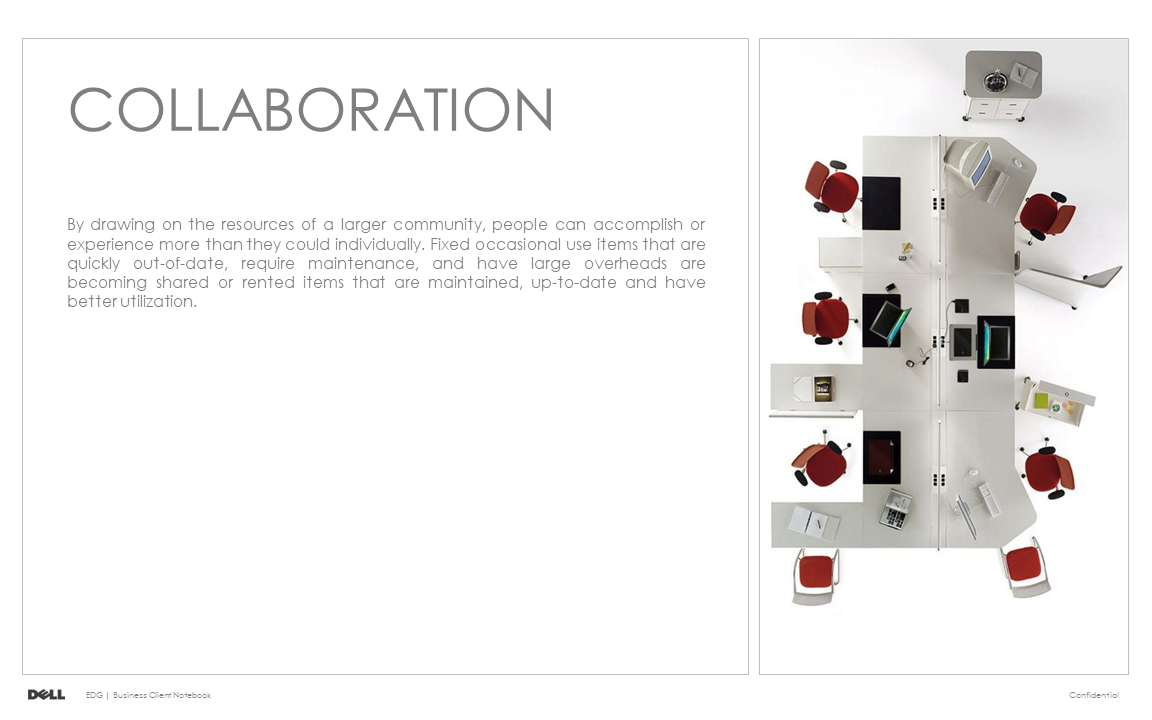 COLLABORATION
By drawing on the resources of a larger community, people can accomplish or
experience more than they could individually. Fixed occasional use items that are
quickly out-of-date, require maintenance, and have large overheads are
becoming shared or rented items that are maintained, up-to-date and have
better utilization.
DELL
EDG | Business Client Notebook
Confidential